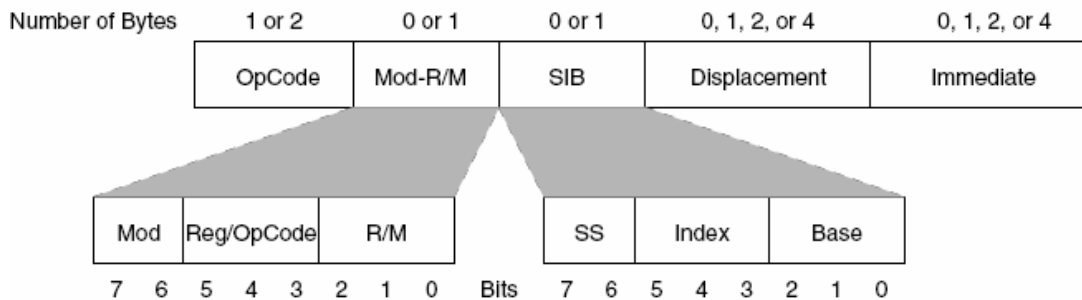 Number of Bytes 1 or 2 0 or 1 0 or 1 0, 1, 2, or 4 0, 1, 2, or 4
OpCode Mod-R/M SIB Displacement Immediate
Mod Reg/OpCode R/M SS Index Base
7 6 5 4 3 2 1 0 Bits 7 6 5 4 3 2 1 0